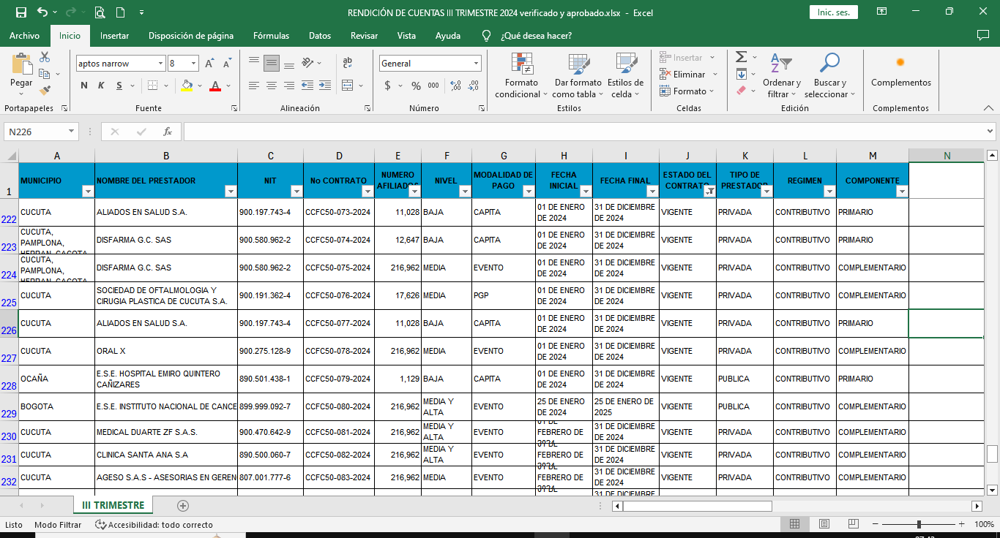 RENDICIÓN DE CUENTAS III TRIMESTRE 2024 verificado y aprobado.xlsx - Excel
Inic. ses.
Archivo Inicio Insertar Disposición de página Fórmulas Datos Revisar Vista Ayuda ¿Qué desea hacer?
Pegar
Portapapeles
aptos narrow 8
N K S
Fuente
Alineación
General
$ % 000
Número
Formato condicional
Dar formato como tabla
Estilos de celda
Estilos
Insertar
Eliminar
Formato
Celdas
Ordenar y filtrar
Buscar y seleccionar
Edición
Complementos
Complementos
N226
fx
A B C D E F G H I J K L M N
1 MUNICIPIO NOMBRE DEL PRESTADOR NIT No CONTRATO NUMERO AFILIADOS NIVEL MODALIDAD DE PAGO FECHA INICIAL FECHA FINAL ESTADO DEL CONTRATO TIPO DE PRESTADOR REGIMEN COMPONENTE
222 CUCUTA ALIADOS EN SALUD S.A. 900.197.743-4 CCFC50-073-2024 11,028 BAJA CAPITA 01 DE ENERO DE 2024 31 DE DICIEMBRE DE 2024 VIGENTE PRIVADA CONTRIBUTIVO PRIMARIO
223 CUCUTA, PAMPLONA, HERRAN, CACOTA DISFARMA G.C. SAS 900.580.962-2 CCFC50-074-2024 12,647 BAJA CAPITA 01 DE ENERO DE 2024 31 DE DICIEMBRE DE 2024 VIGENTE PRIVADA CONTRIBUTIVO PRIMARIO
224 CUCUTA, PAMPLONA, HERRAN, CACOTA DISFARMA G.C. SAS 900.580.962-2 CCFC50-075-2024 216,962 MEDIA EVENTO 01 DE ENERO DE 2024 31 DE DICIEMBRE DE 2024 VIGENTE PRIVADA CONTRIBUTIVO COMPLEMENTARIO
225 CUCUTA SOCIEDAD DE OFTALMOLOGIA Y CIRUGIA PLASTICA DE CUCUTA S.A. 900.191.362-4 CCFC50-076-2024 17,626 MEDIA PGP 01 DE ENERO DE 2024 31 DE DICIEMBRE DE 2024 VIGENTE PRIVADA CONTRIBUTIVO COMPLEMENTARIO
226 CUCUTA ALIADOS EN SALUD S.A. 900.197.743-4 CCFC50-077-2024 11,028 BAJA CAPITA 01 DE ENERO DE 2024 31 DE DICIEMBRE DE 2024 VIGENTE PRIVADA CONTRIBUTIVO PRIMARIO
227 CUCUTA ORAL X 900.275.128-9 CCFC50-078-2024 216,962 MEDIA EVENTO 01 DE ENERO DE 2024 31 DE DICIEMBRE DE 2024 VIGENTE PRIVADA CONTRIBUTIVO COMPLEMENTARIO
228 OCAÑA E.S.E. HOSPITAL EMIRO QUINTERO CAÑIZARES 890.501.438-1 CCFC50-079-2024 1,129 BAJA CAPITA 01 DE ENERO DE 2024 31 DE DICIEMBRE DE 2024 VIGENTE PUBLICA CONTRIBUTIVO PRIMARIO
229 BOGOTA E.S.E. INSTITUTO NACIONAL DE CANCE 899.999.092-7 CCFC50-080-2024 216,962 MEDIA Y ALTA EVENTO 25 DE ENERO DE 2024 25 DE ENERO DE 2025 VIGENTE PUBLICA CONTRIBUTIVO COMPLEMENTARIO
230 CUCUTA MEDICAL DUARTE ZF S.A.S. 900.470.642-9 CCFC50-081-2024 216,962 MEDIA Y ALTA EVENTO 01 DE FEBRERO DE 2024 31 DE DICIEMBRE DE 2024 VIGENTE PRIVADA CONTRIBUTIVO COMPLEMENTARIO
231 CUCUTA CLINICA SANTA ANA S.A 890.500.060-7 CCFC50-082-2024 216,962 MEDIA Y ALTA EVENTO FEBRERO DE 31 DE DICIEMBRE DE 2024 VIGENTE PRIVADA CONTRIBUTIVO COMPLEMENTARIO
232 CUCUTA AGESO S.A.S - ASESORIAS EN GEREN 807.001.777-6 CCFC50-083-2024 216,962 MEDIA EVENTO FEBRERO DE 31 DE DICIEMBRE DE 2024 VIGENTE PRIVADA CONTRIBUTIVO COMPLEMENTARIO
31 DE DICIEMBRE
III TRIMESTRE
Listo Modo Filtrar Accesibilidad: todo correcto 100%